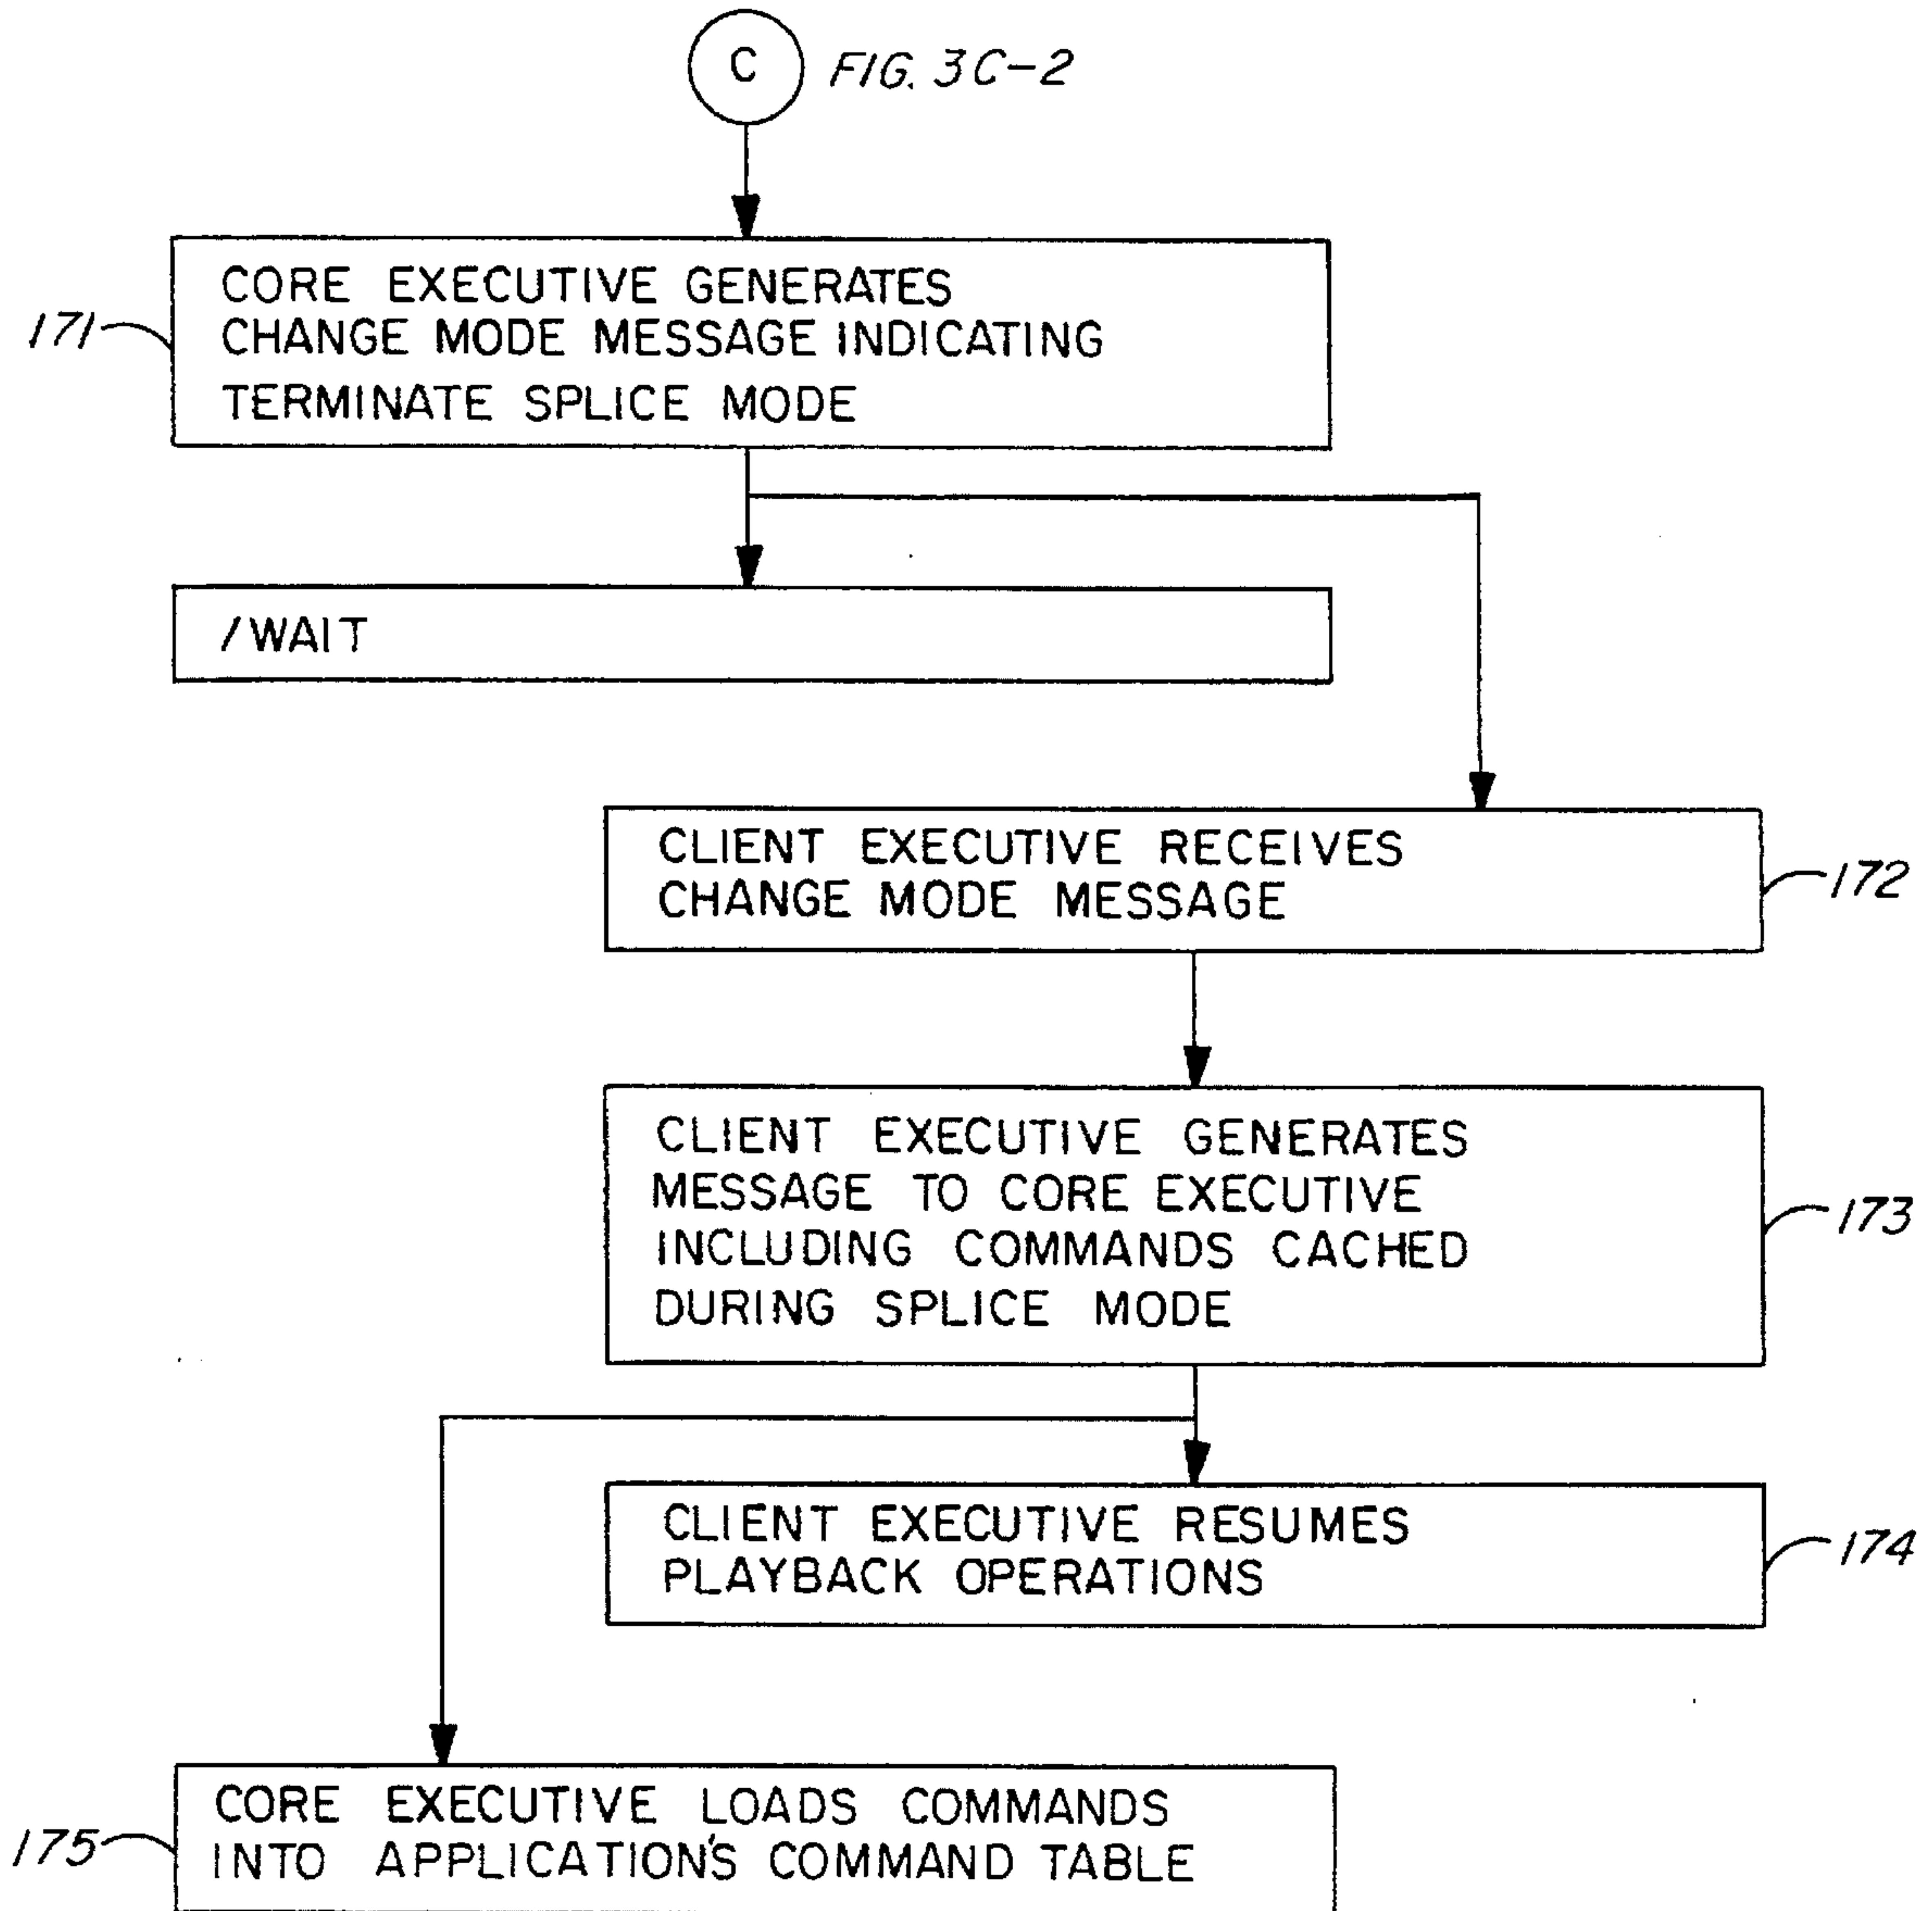 C FIG. 3C-2
171
CORE EXECUTIVE GENERATES
CHANGE MODE MESSAGE INDICATING
TERMINATE SPLICE MODE
/WAIT
CLIENT EXECUTIVE RECEIVES
CHANGE MODE MESSAGE
172
CLIENT EXECUTIVE GENERATES
MESSAGE TO CORE EXECUTIVE
INCLUDING COMMANDS CACHED
DURING SPLICE MODE
173
CLIENT EXECUTIVE RESUMES
PLAYBACK OPERATIONS
174
175
CORE EXECUTIVE LOADS COMMANDS
INTO APPLICATION'S COMMAND TABLE